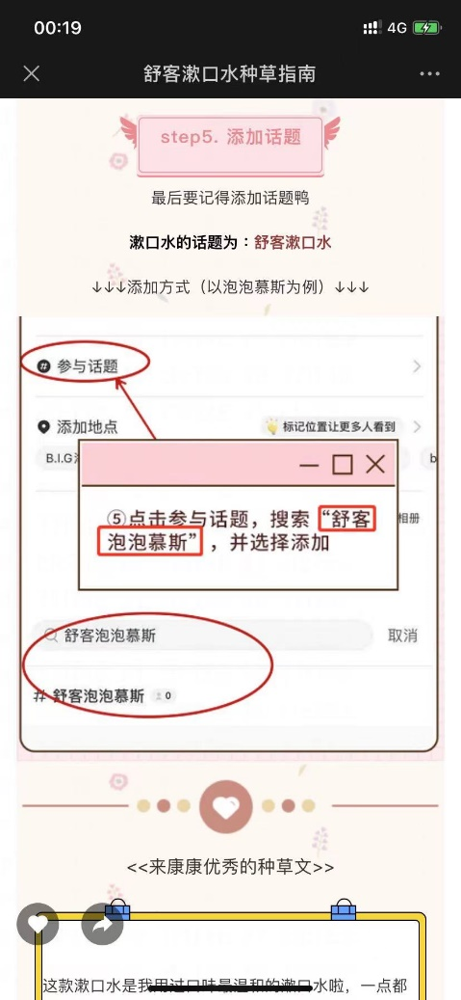 00:19
4G
舒客漱口水种草指南
step5. 添加话题
最后要记得添加话题鸭
漱口水的话题为：舒客漱口水
↓↓↓添加方式（以泡泡慕斯为例）↓↓↓
# 参与话题
添加地点
标记位置让更多人看到
B.I.G
b
⑤点击参与话题，搜索“舒客
泡泡慕斯”，并选择添加
相册
舒客泡泡慕斯
取消
# 舒客泡泡慕斯 0
<<来康康优秀的种草文>>
这款漱口水是我用过口味最温和的漱口水啦，一点都